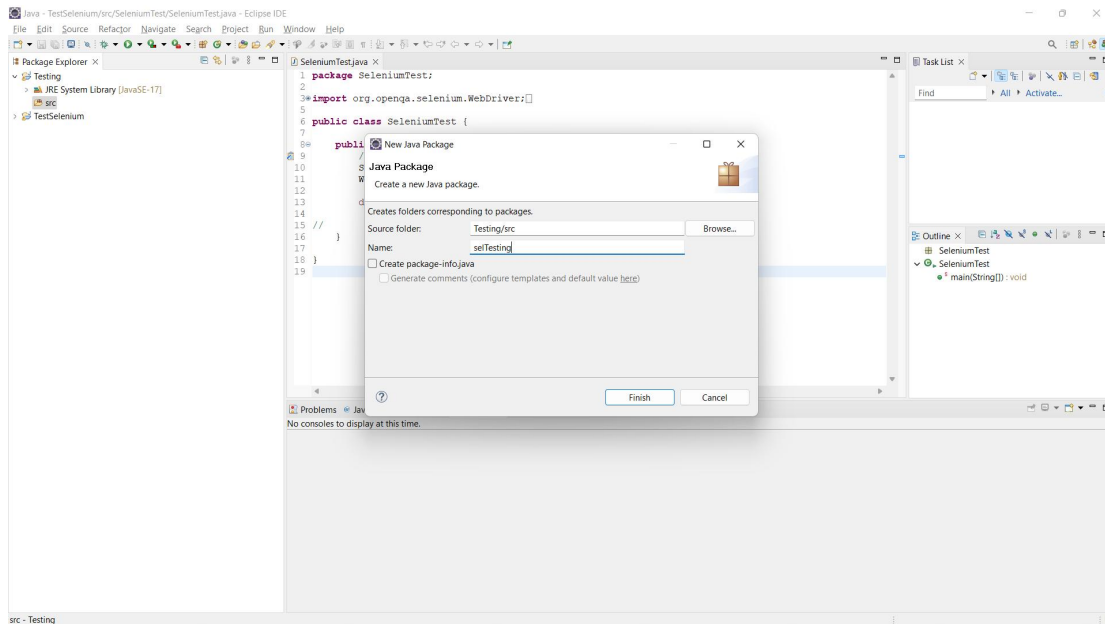 Java - TestSelenium/src/SeleniumTest/SeleniumTest.java - Eclipse IDE
File Edit Source Refactor Navigate Search Project Run Window Help
Package Explorer
Testing
JRE System Library [JavaSE-17]
src
TestSelenium
SeleniumTest.java
1 package SeleniumTest;
2
3 import org.openqa.selenium.WebDriver;
5
6 public class SeleniumTest {
7
8 publi
9 /
10 S
11 W
12
13 d
14
15 //
16 }
17
18 }
19
New Java Package
Java Package
Create a new Java package.
Creates folders corresponding to packages.
Source folder: Testing/src Browse...
Name: selTesting
Create package-info.java
Generate comments (configure templates and default value here)
? Finish Cancel
Task List
Find All Activate...
Outline
SeleniumTest
SeleniumTest
main(String[]) : void
Problems Jav
No consoles to display at this time.
src - Testing